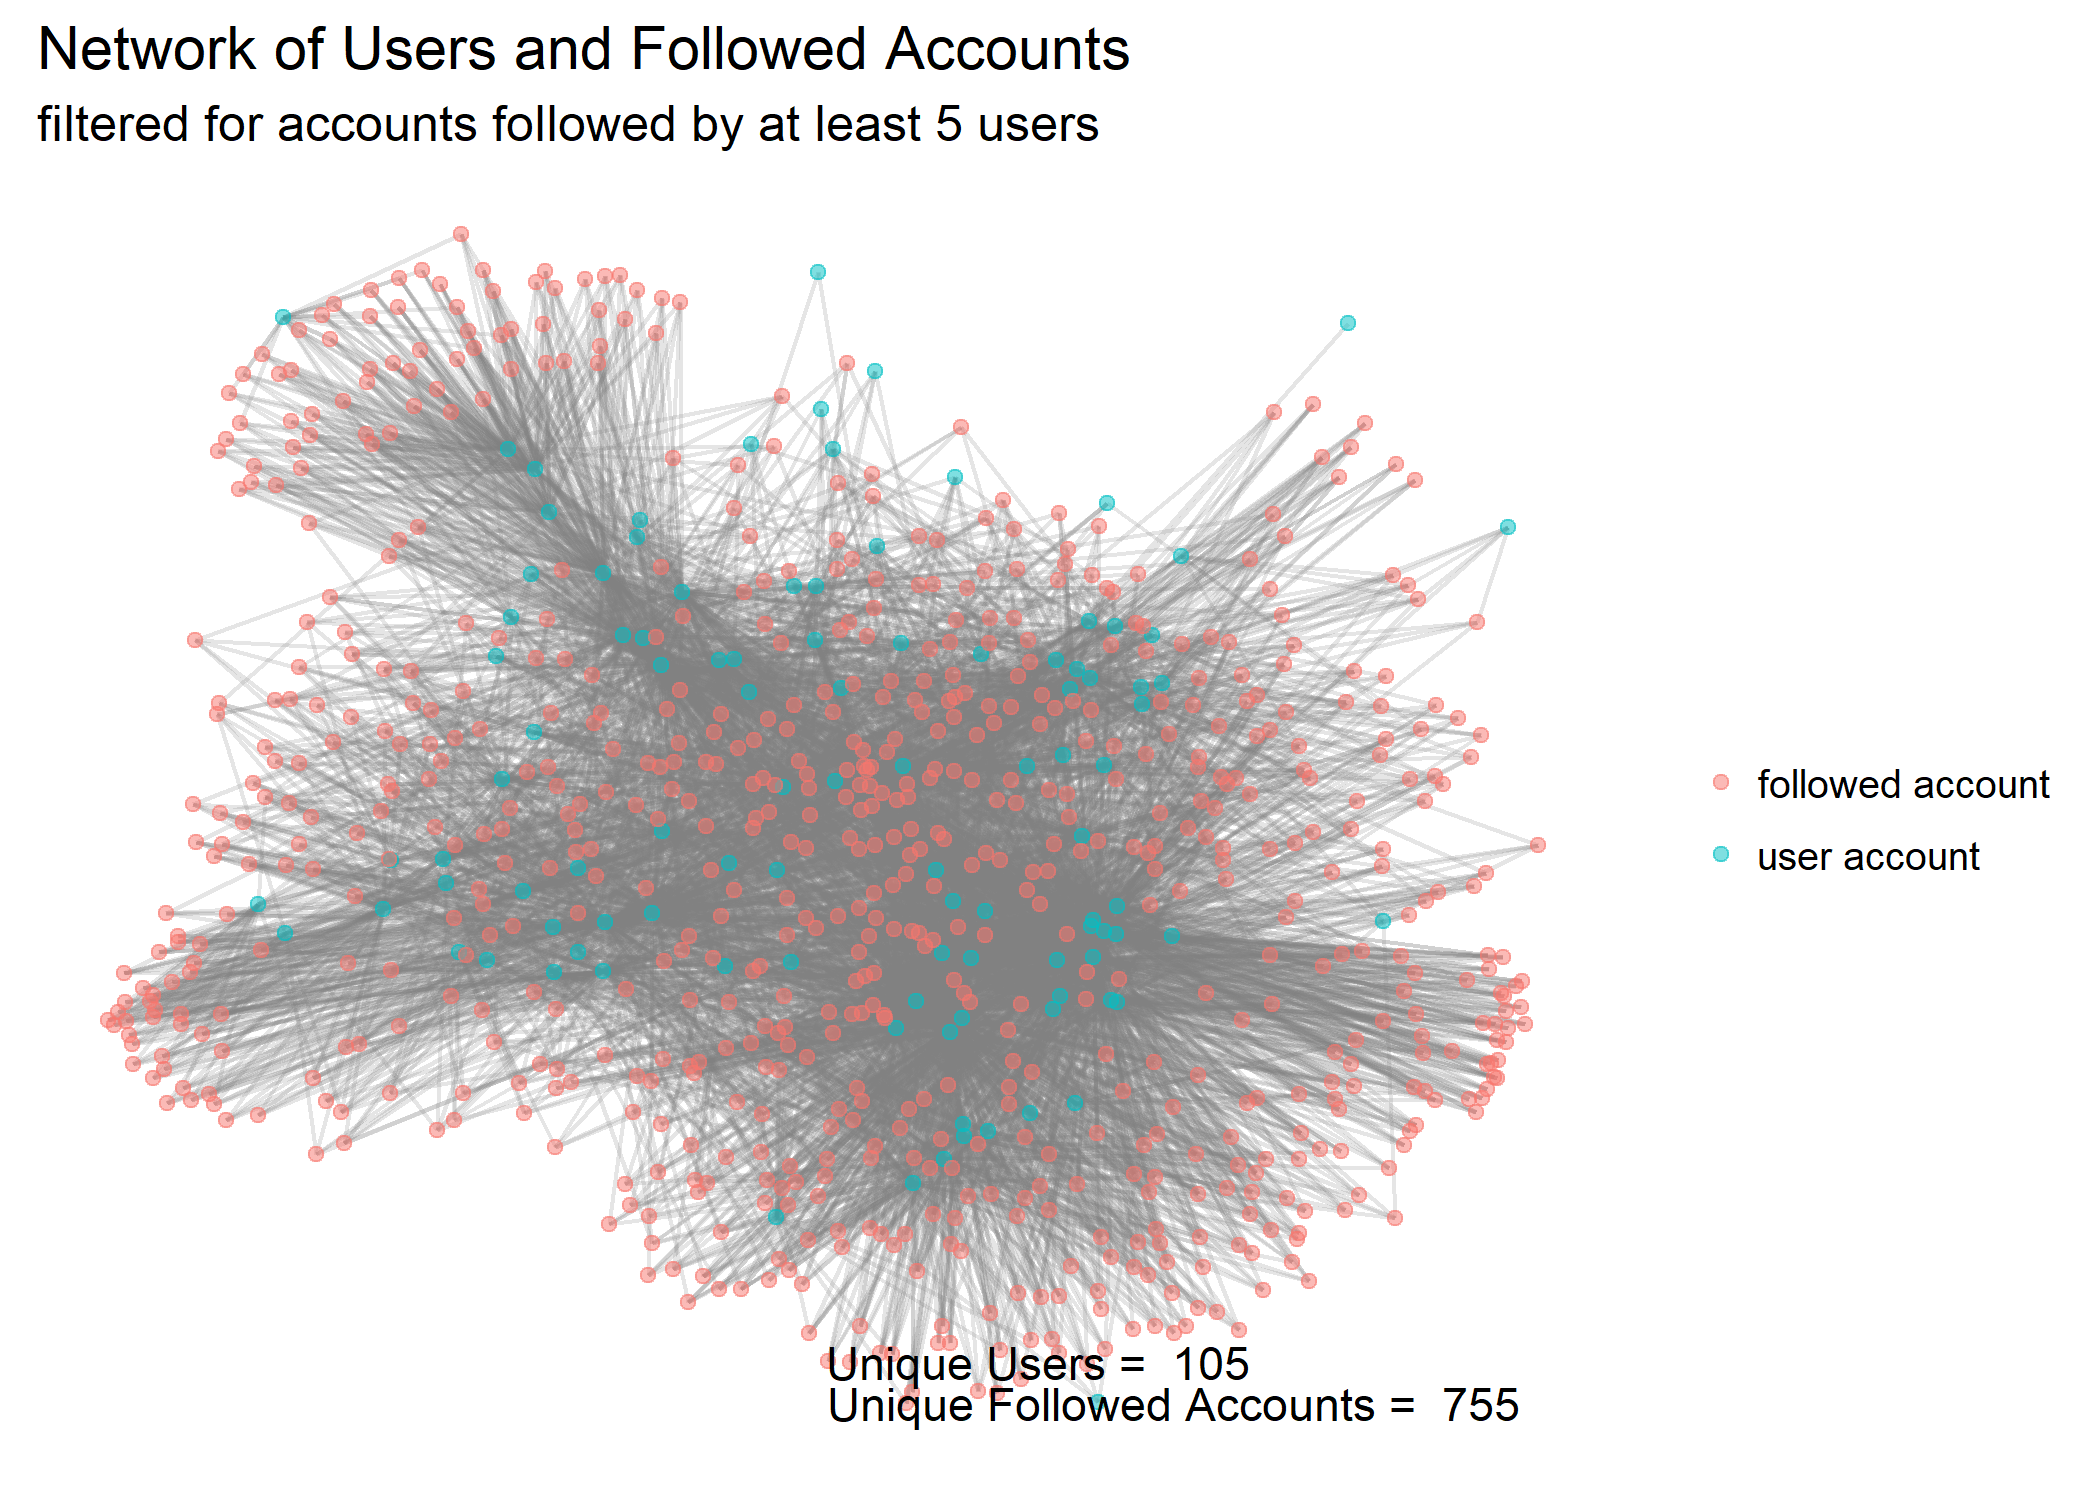 Network of Users and Followed Accounts
filtered for accounts followed by at least 5 users
followed account
user account
Unique Users =  105
Unique Followed Accounts =  755